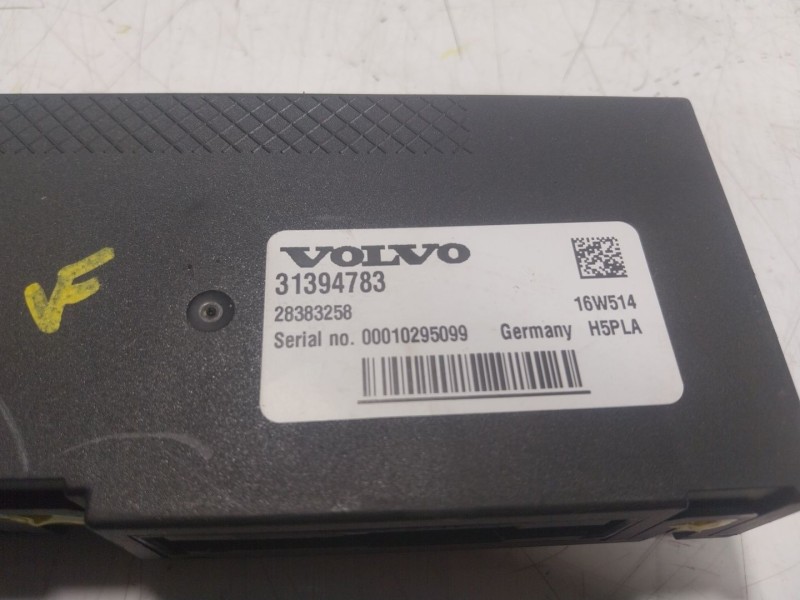 VOLVO
31394783
28383258 16W514
Serial no. 00010295099 Germany H5PLA
VF